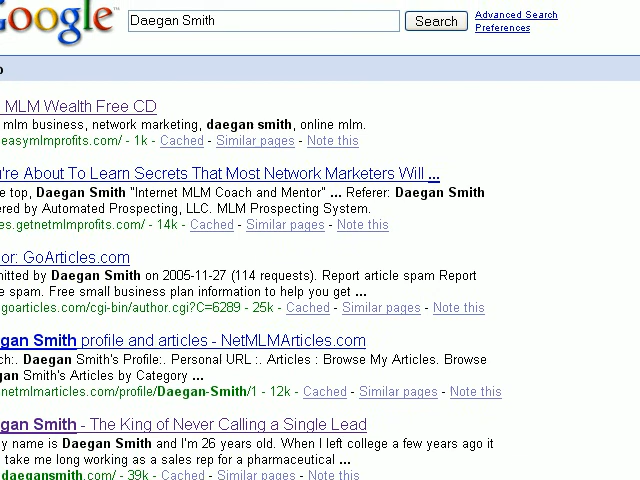 Google™ Daegan Smith Search Advanced Search
Preferences
MLM Wealth Free CD
mlm business, network marketing, daegan smith, online mlm.
easymlmprofits.com/ - 1k - Cached - Similar pages - Note this
're About To Learn Secrets That Most Network Marketers Will ...
e top, Daegan Smith "Internet MLM Coach and Mentor" ... Referer: Daegan Smith
ered by Automated Prospecting, LLC. MLM Prospecting System.
es.getnetmlmprofits.com/ - 14k - Cached - Similar pages - Note this
or: GoArticles.com
mitted by Daegan Smith on 2005-11-27 (114 requests). Report article spam Report
e spam. Free small business plan information to help you get ...
goarticles.com/cgi-bin/author.cgi?C=6289 - 25k - Cached - Similar pages - Note this
gan Smith profile and articles - NetMLMArticles.com
ch:. Daegan Smith's Profile:. Personal URL :. Articles : Browse My Articles. Browse
gan Smith's Articles by Category ...
netmlmarticles.com/profile/Daegan-Smith/1 - 12k - Cached - Similar pages - Note this
gan Smith - The King of Never Calling a Single Lead
y name is Daegan Smith and I'm 26 years old. When I left college a few years ago it
take me long working as a sales rep for a pharmaceutical ...
daegansmith.com/ - 39k - Cached - Similar pages - Note this